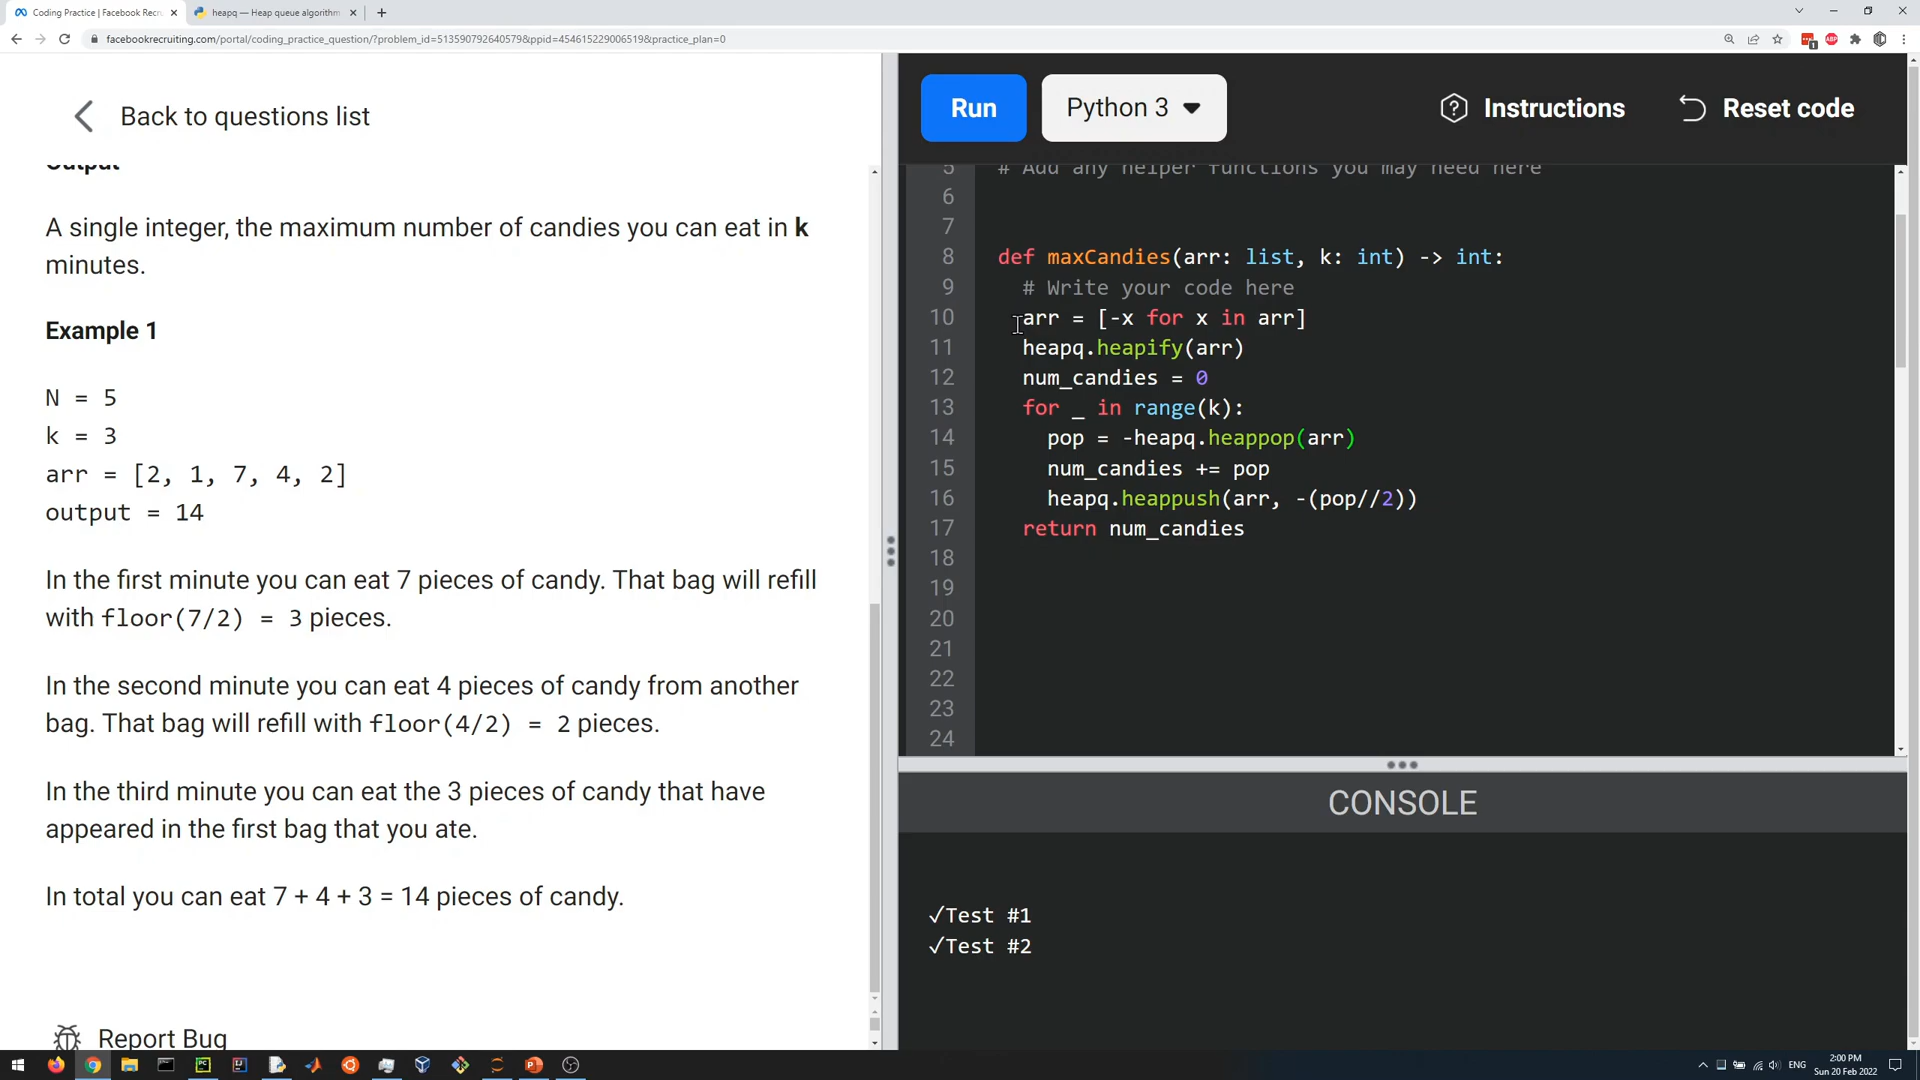 Coding Practice | Facebook Recru
heapq — Heap queue algorithm
facebookrecruiting.com/portal/coding_practice_question/?problem_id=513590792640579&ppid=454615229006519&practice_plan=0
Back to questions list
Output
A single integer, the maximum number of candies you can eat in k
minutes.
Example 1
N = 5
k = 3
arr = [2, 1, 7, 4, 2]
output = 14
In the first minute you can eat 7 pieces of candy. That bag will refill
with floor(7/2) = 3 pieces.
In the second minute you can eat 4 pieces of candy from another
bag. That bag will refill with floor(4/2) = 2 pieces.
In the third minute you can eat the 3 pieces of candy that have
appeared in the first bag that you ate.
In total you can eat 7 + 4 + 3 = 14 pieces of candy.
Report Bug
Run
Python 3
Instructions
Reset code
5 # Add any helper functions you may need here
6
7
8 def maxCandies(arr: list, k: int) -> int:
9 # Write your code here
10 arr = [-x for x in arr]
11 heapq.heapify(arr)
12 num_candies = 0
13 for _ in range(k):
14 pop = -heapq.heappop(arr)
15 num_candies += pop
16 heapq.heappush(arr, -(pop//2))
17 return num_candies
18
19
20
21
22
23
24
CONSOLE
✓Test #1
✓Test #2
ENG
2:00 PM
Sun 20 Feb 2022